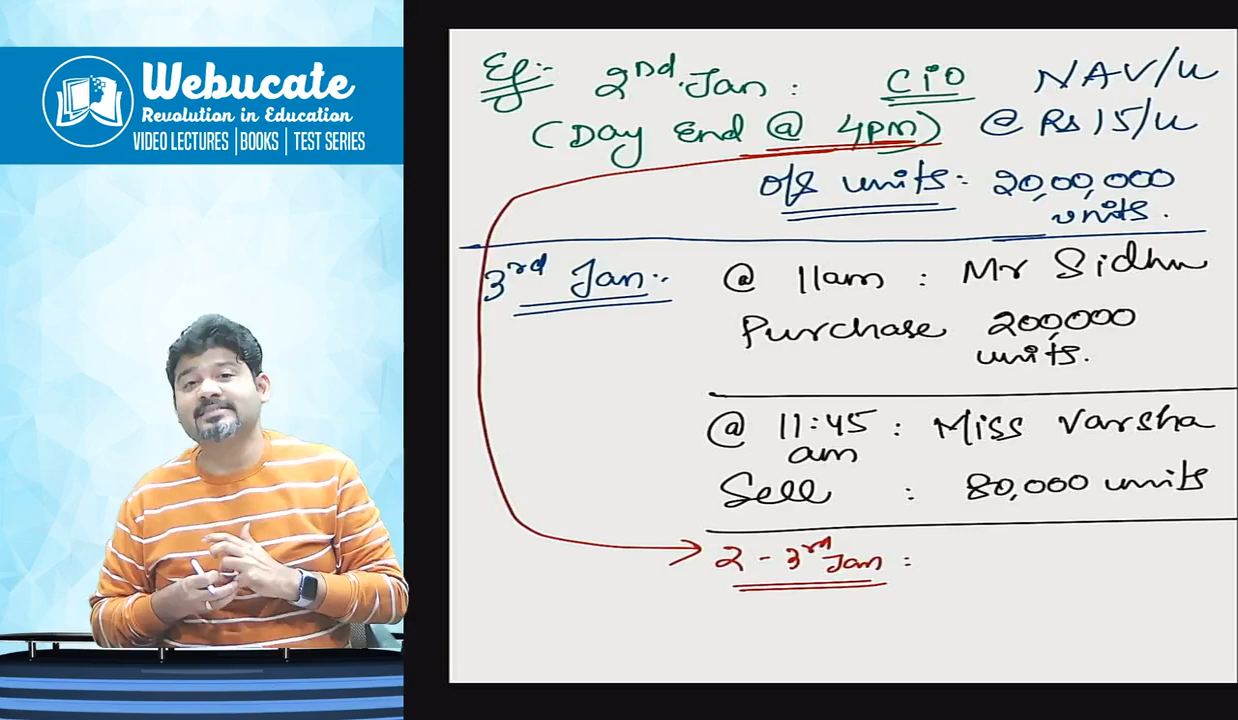 Webucate
Revolution in Education
VIDEO LECTURES | BOOKS | TEST SERIES
Eg:- 2nd Jan : CiO NAV/u
(Day End @ 4pm) @ Rs 15/u
o/s units: 20,00,000
units.
3rd Jan:- @ 11am : Mr Sidhu
Purchase 200,000
units.
@ 11:45 : Miss Varsha
am
Sell : 80,000 units
2 - 3rd Jan :